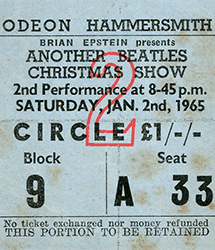 ODEON HAMMERSMITH
BRIAN EPSTEIN presents
ANOTHER BEATLES
CHRISTMAS SHOW
2nd Performance at 8-45 p.m.
SATURDAY, JAN. 2nd, 1965
2
CIRCLE £1/-/-
Block Seat
9 A 33
No ticket exchanged nor money refunded
THIS PORTION TO BE RETAINED